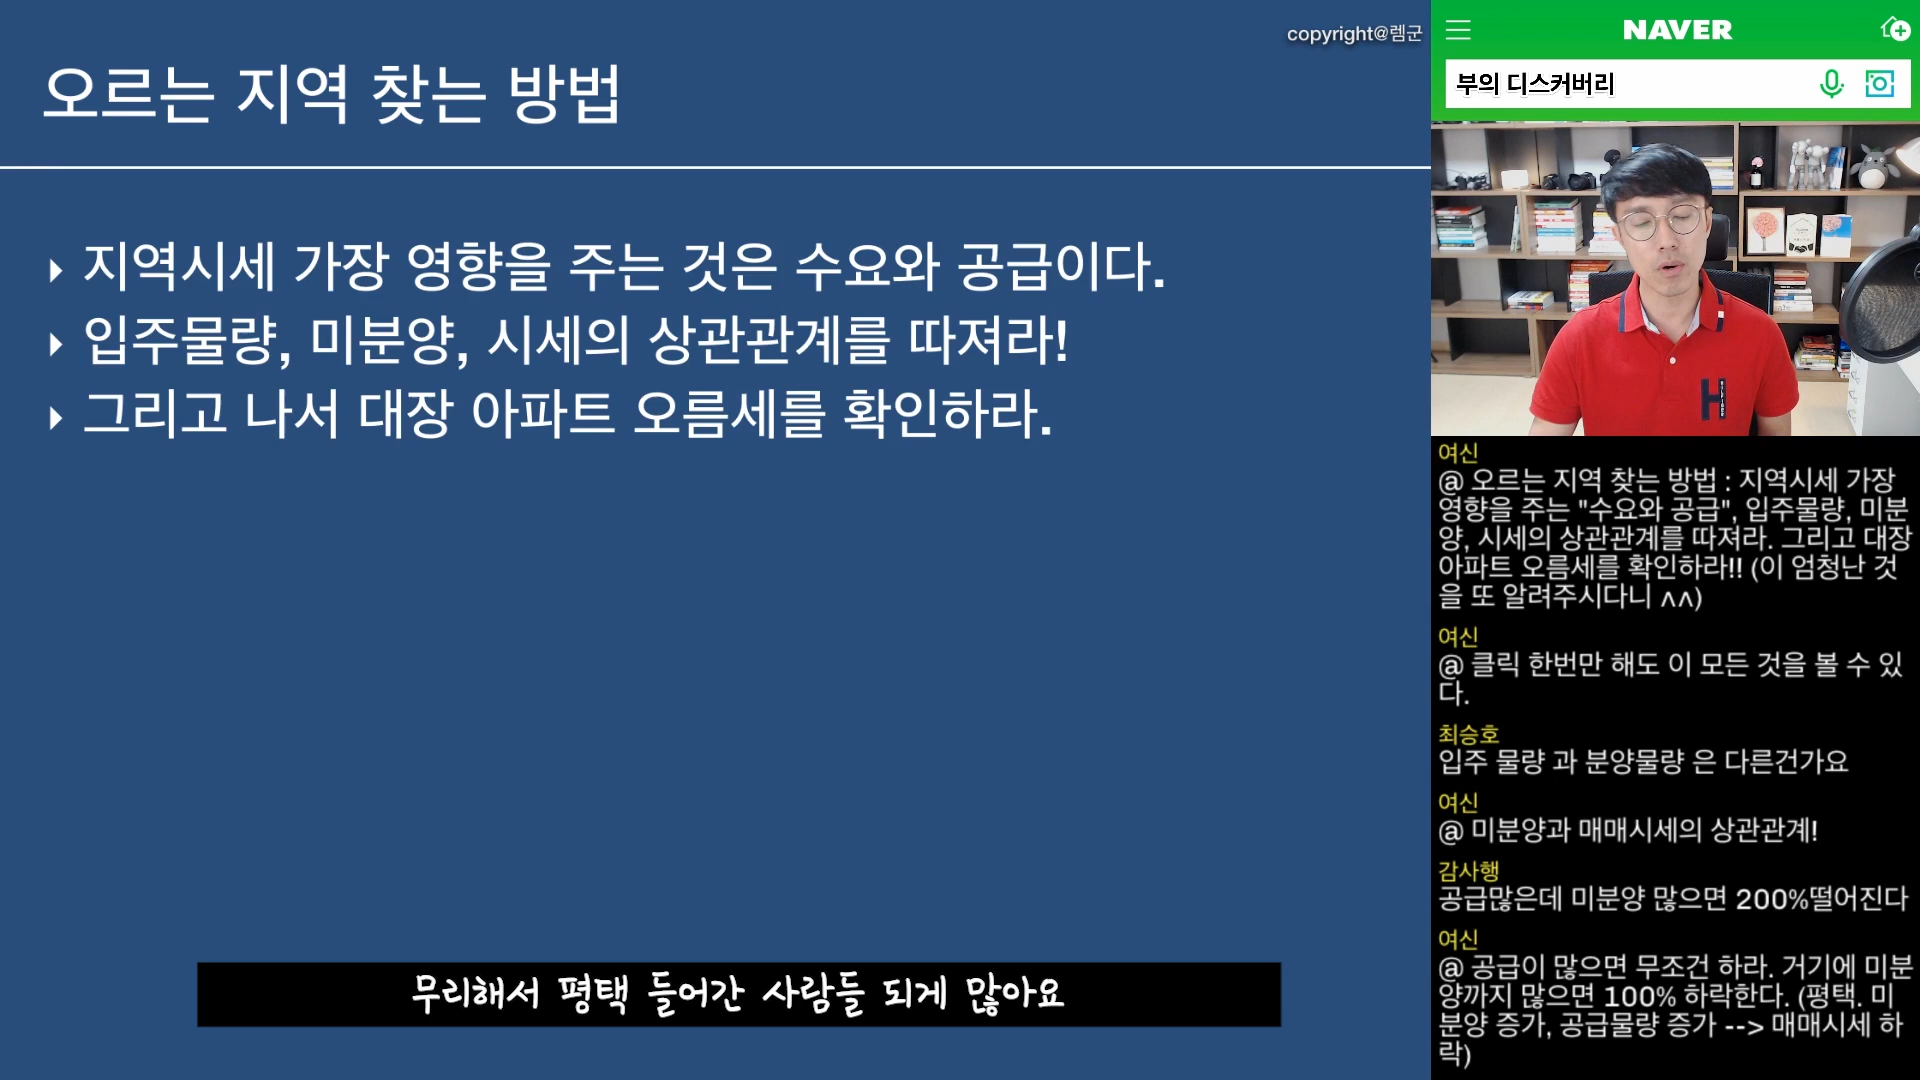 copyright@렘군
오르는 지역 찾는 방법
지역시세 가장 영향을 주는 것은 수요와 공급이다.
입주물량, 미분양, 시세의 상관관계를 따져라!
그리고 나서 대장 아파트 오름세를 확인하라.
무리해서 평택 들어간 사람들 되게 많아요
NAVER
부의 디스커버리
H
여신
@ 오르는 지역 찾는 방법 : 지역시세 가장
영향을 주는 "수요와 공급", 입주물량, 미분
양, 시세의 상관관계를 따져라. 그리고 대장
아파트 오름세를 확인하라!! (이 엄청난 것
을 또 알려주시다니 ^^)
여신
@ 클릭 한번만 해도 이 모든 것을 볼 수 있
다.
최승호
입주 물량 과 분양물량 은 다른건가요
여신
@ 미분양과 매매시세의 상관관계!
감사행
공급많은데 미분양 많으면 200%떨어진다
여신
@ 공급이 많으면 무조건 하라. 거기에 미분
양까지 많으면 100% 하락한다. (평택. 미
분양 증가, 공급물량 증가 --> 매매시세 하
락)